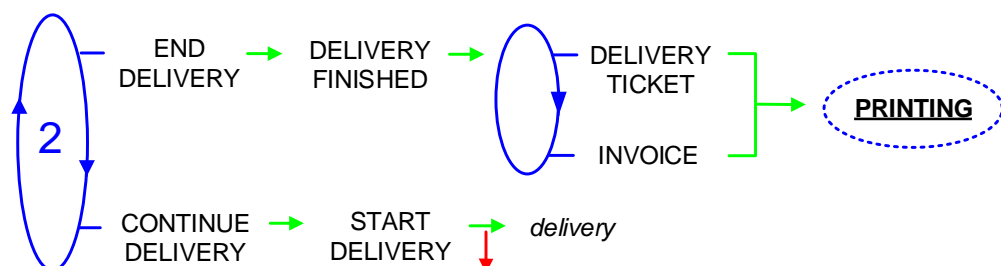 END
DELIVERY
DELIVERY
FINISHED
DELIVERY
TICKET
PRINTING
2
INVOICE
CONTINUE
DELIVERY
START
DELIVERY
delivery